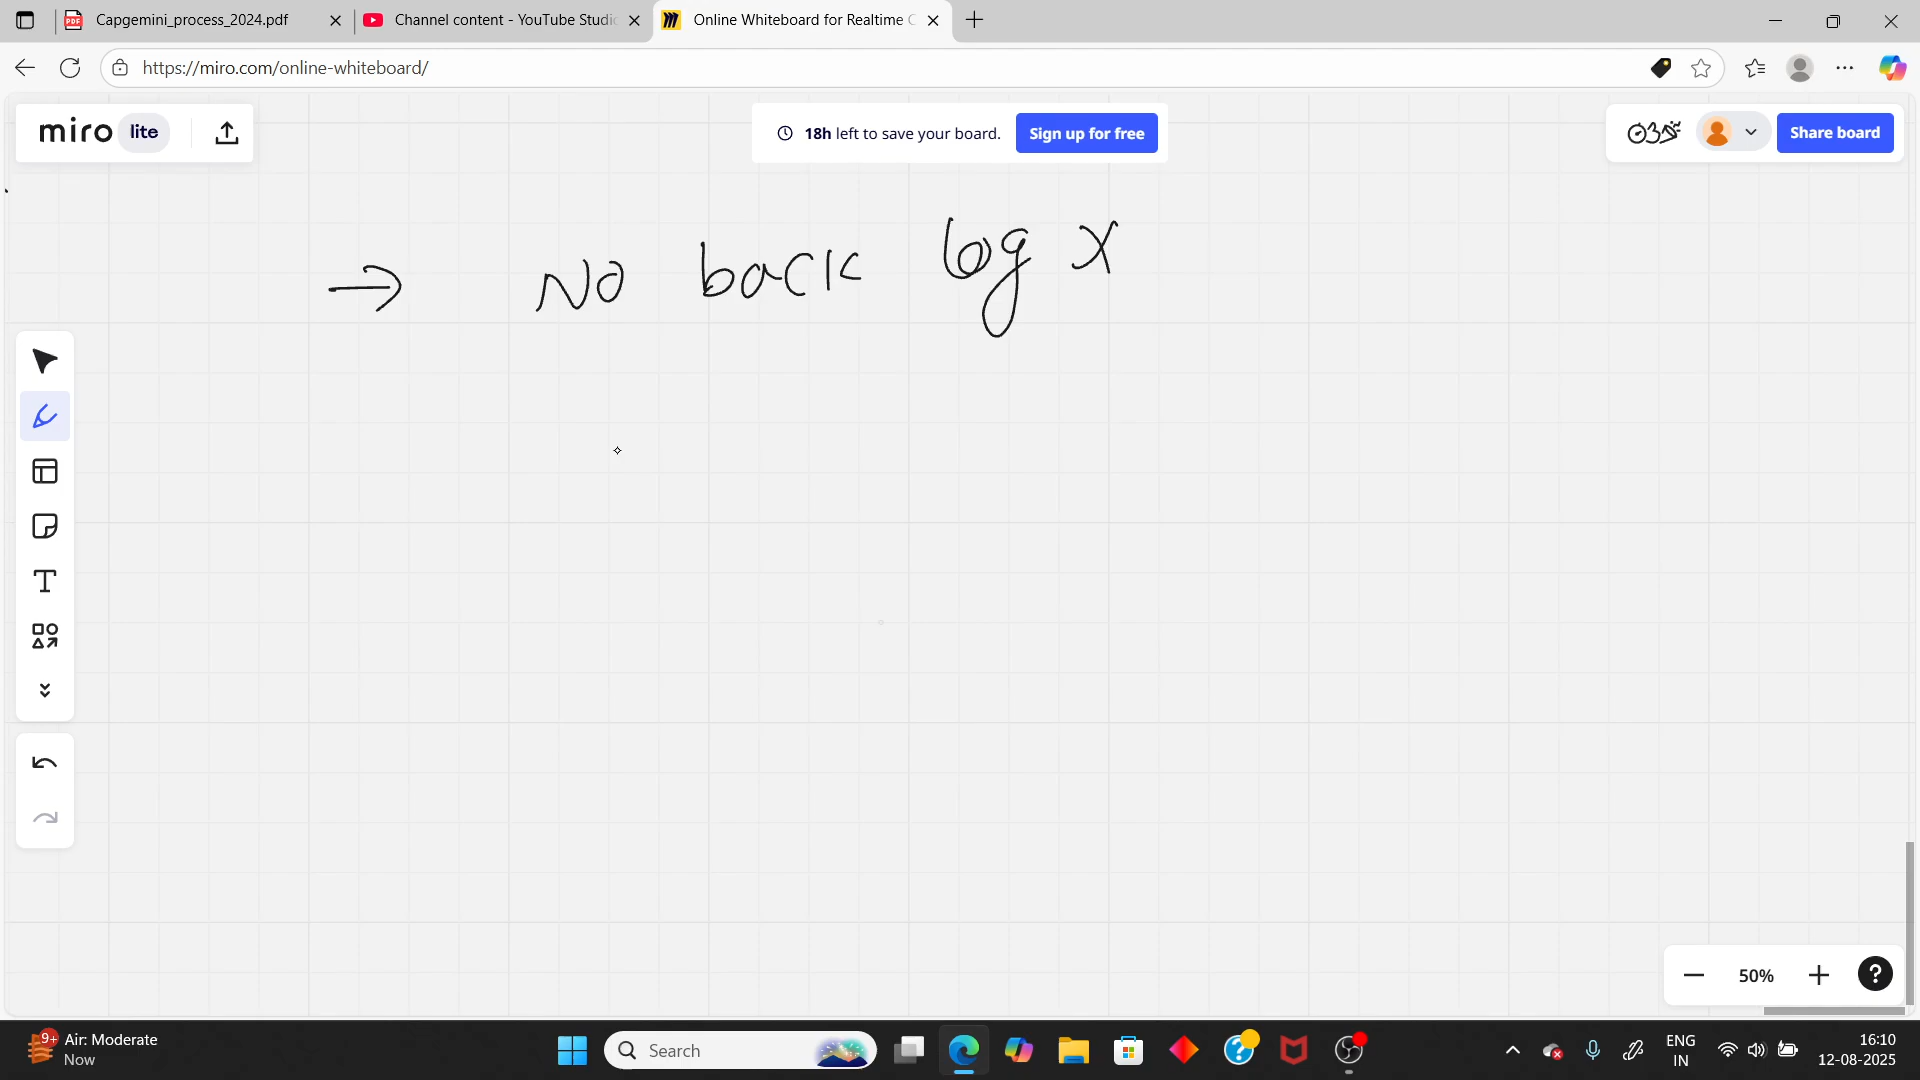 Capgemini_process_2024.pdf
Channel content - YouTube Studio
Online Whiteboard for Realtime C
https://miro.com/online-whiteboard/
miro lite
18h left to save your board.
Sign up for free
Share board
→ No back log x
T
50%
?
9+
Air: Moderate
Now
Search
ENG
IN
16:10
12-08-2025